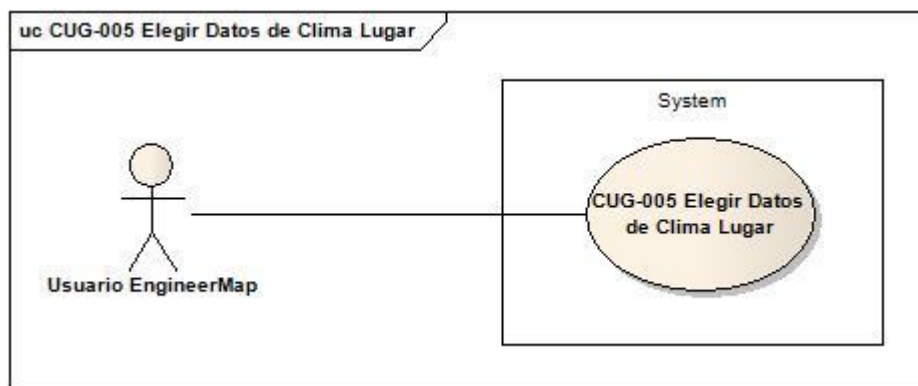 uc CUG-005 Elegir Datos de Clima Lugar
System
CUG-005 Elegir Datos
de Clima Lugar
Usuario EngineerMap